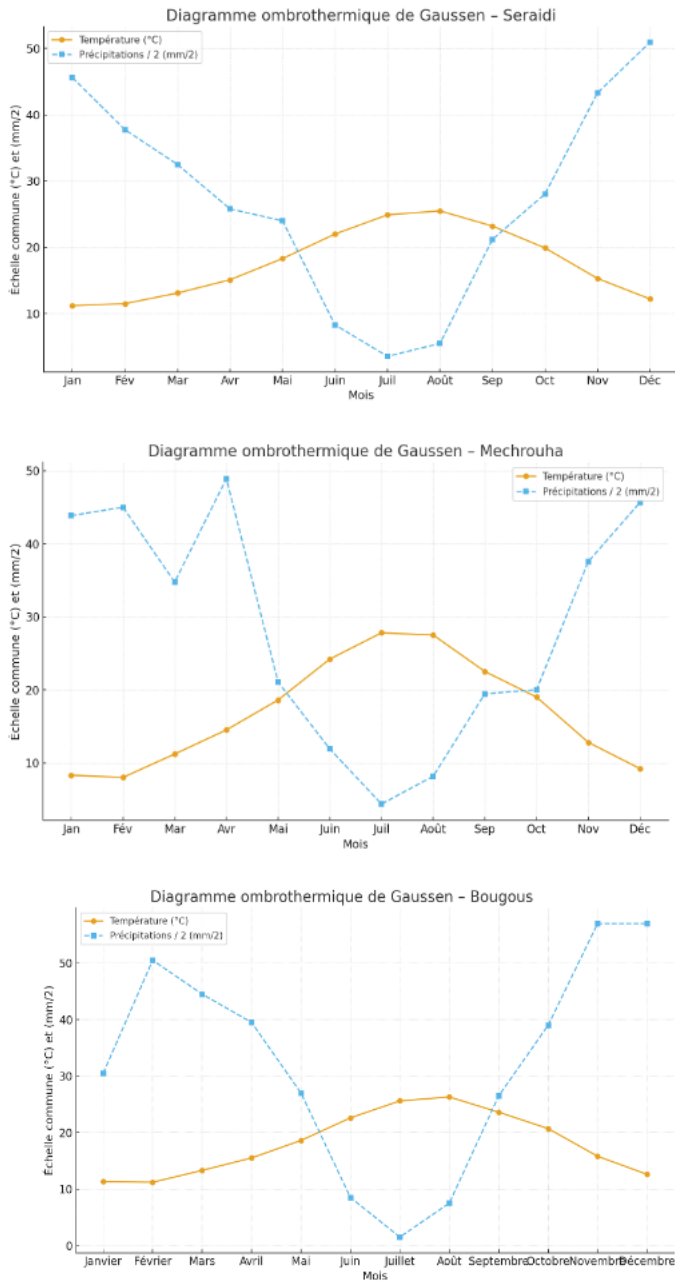 Diagramme ombrothermique de Gaussen – Seraidi
Température (°C)
Précipitations / 2 (mm/2)
Échelle commune (°C) et (mm/2)
50
40
30
20
10
Jan Fév Mar Avr Mai Juin Juil Août Sep Oct Nov Déc
Mois
Diagramme ombrothermique de Gaussen – Mechrouha
Température (°C)
Précipitations / 2 (mm/2)
Échelle commune (°C) et (mm/2)
50
40
30
20
10
Jan Fév Mar Avr Mai Juin Juil Août Sep Oct Nov Déc
Mois
Diagramme ombrothermique de Gaussen – Bougous
Température (°C)
Précipitations / 2 (mm/2)
Échelle commune (°C) et (mm/2)
50
40
30
20
10
0
Janvier Février Mars Avril Mai Juin Juillet Août Septembre Octobre Novembre Décembre
Mois